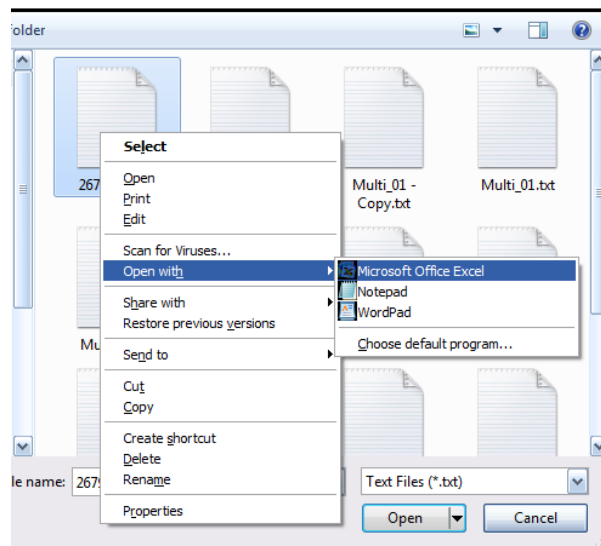 older
267
Multi_01 -
Copy.txt
Multi_01.txt
Select
Open
Print
Edit
Scan for Viruses...
Open with
Microsoft Office Excel
Notepad
WordPad
Choose default program...
Share with
Restore previous versions
Mu
Send to
Cut
Copy
Create shortcut
Delete
Rename
Properties
le name: 2679
Text Files (*.txt)
Open
Cancel